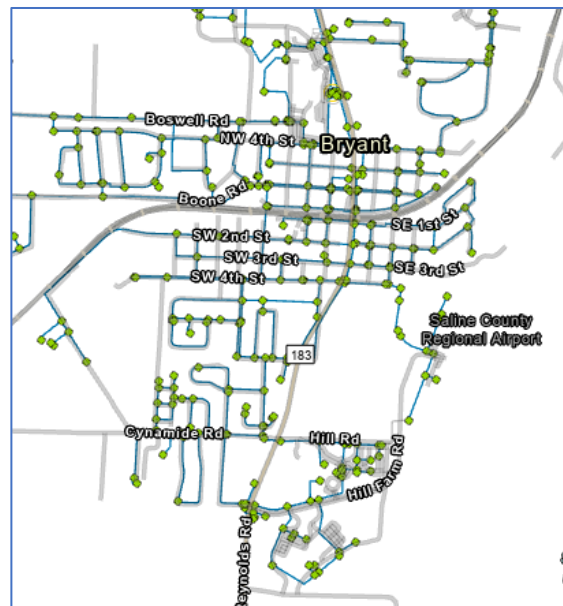 Boswell Rd
NW 4th St
Bryant
Boone Rd
SE 1st St
SW 2nd St
SW 3rd St
SE 3rd St
SW 4th St
Saline County
Regional Airport
183
Cynamide Rd
Hill Rd
Hill Farm Rd
Reynolds Rd